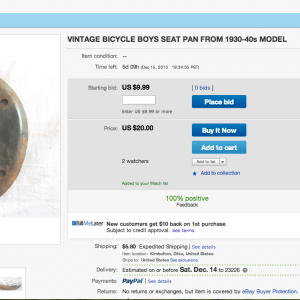 VINTAGE BICYCLE BOYS SEAT PAN FROM 1930-40s MODEL
Item condition: --
Time left: 5d 09h (Dec 15, 2013 18:34:55 PST)
Starting bid: US $9.99 [ 0 bids ]
Place bid
Enter US $9.99 or more
Price: US $20.00 Buy It Now
Add to cart
2 watchers Add to list
Add to collection
Added to your Watch list
100% positive
Feedback
BillMeLater New customers get $10 back on 1st purchase
Subject to credit approval. See terms
Shipping: $5.80 Expedited Shipping | See details
Item location: Kimbolton, Ohio, United States
Ships to: United States See exclusions
Delivery: Estimated on or before Sat. Dec. 14 to 23226
Payments: PayPal | See details
Returns: No returns or exchanges, but item is covered by eBay Buyer Protection.